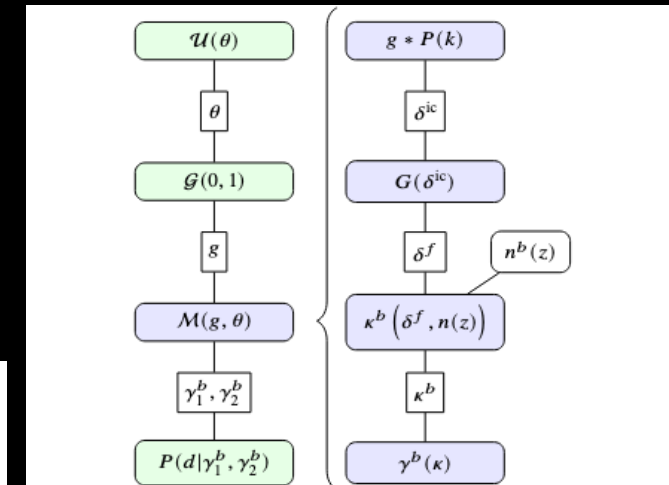 𝒰(θ)
θ
𝒢(0, 1)
g
ℳ(g, θ)
γ₁ᵇ, γ₂ᵇ
P(d|γ₁ᵇ, γ₂ᵇ)
g * P(k)
δⁱᶜ
G(δⁱᶜ)
δᶠ
nᵇ(z)
κᵇ(δᶠ, n(z))
κᵇ
γᵇ(κ)